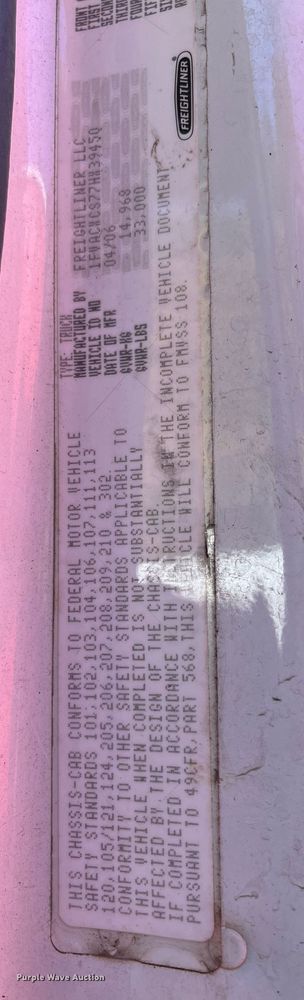 TYPE: TRUCK
MANUFACTURED BY FREIGHTLINER LLC
VEHICLE ID NO
DATE OF MFR 04/06
GVWR-KG 14,968
GVWR-LBS 33,000
THIS CHASSIS-CAB CONFORMS TO FEDERAL MOTOR VEHICLE
SAFETY STANDARDS 101,102,103,104,106,107,111,113
120,105/121,124,205,206,207,208,209,210 & 302.
CONFORMITY TO OTHER SAFETY STANDARDS APPLICABLE TO
THIS VEHICLE WHEN COMPLETED IS NOT SUBSTANTIALLY
AFFECTED BY THE DESIGN OF THE CHASSIS-CAB.
IF COMPLETED IN ACCORDANCE WITH INSTRUCTIONS IN THE INCOMPLETE VEHICLE DOCUMENT
PURSUANT TO 49CFR,PART 568,THIS VEHICLE WILL CONFORM TO FMVSS 108.
FREIGHTLINER
FRONT
FIRST
SECOND
THIRD
Purple Wave Auction